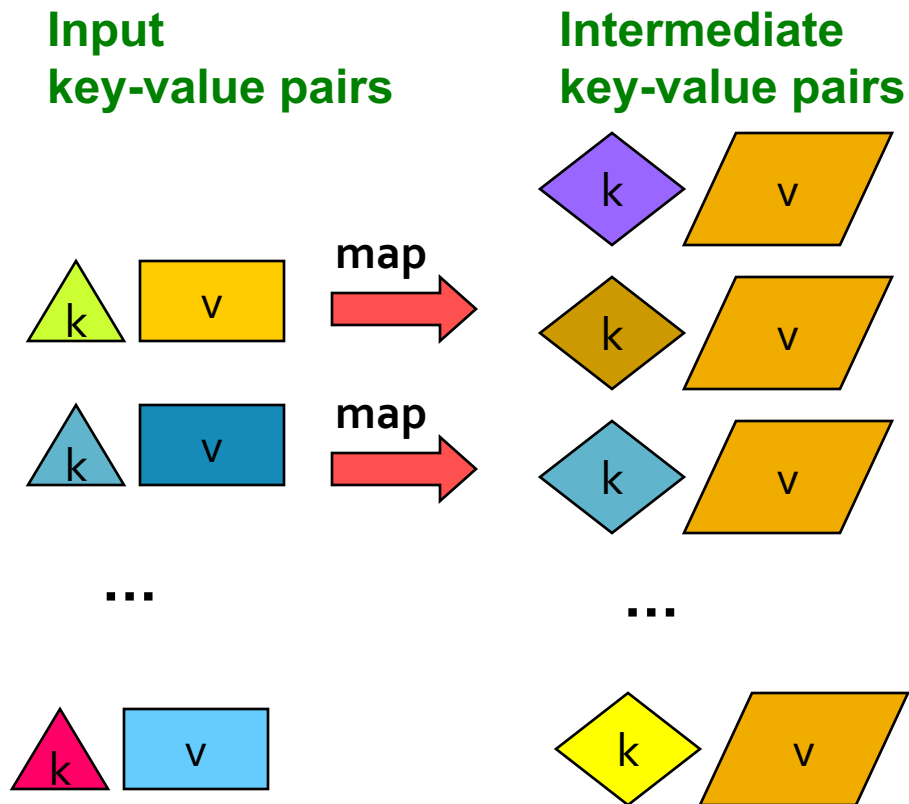 Input
key-value pairs
Intermediate
key-value pairs
k v
map
k v
k v
map
k v
k v
k v
...
...
k v
k v